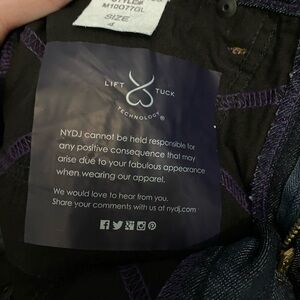 STYLE#
M10O77GL
SIZE
4
LIFT TUCK
TECHNOLOGY®
NYDJ cannot be held responsible for
any positive consequence that may
arise due to your fabulous appearance
when wearing our apparel.
We would love to hear from you.
Share your comments with us at nydj.com